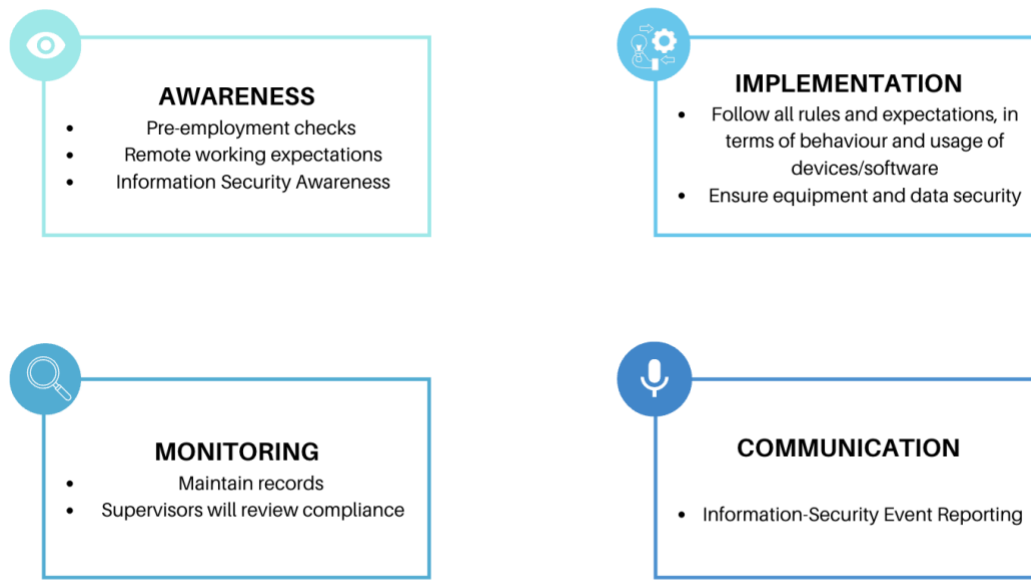 AWARENESS
• Pre-employment checks
• Remote working expectations
• Information Security Awareness
IMPLEMENTATION
• Follow all rules and expectations, in
terms of behaviour and usage of
devices/software
• Ensure equipment and data security
MONITORING
• Maintain records
• Supervisors will review compliance
COMMUNICATION
• Information-Security Event Reporting